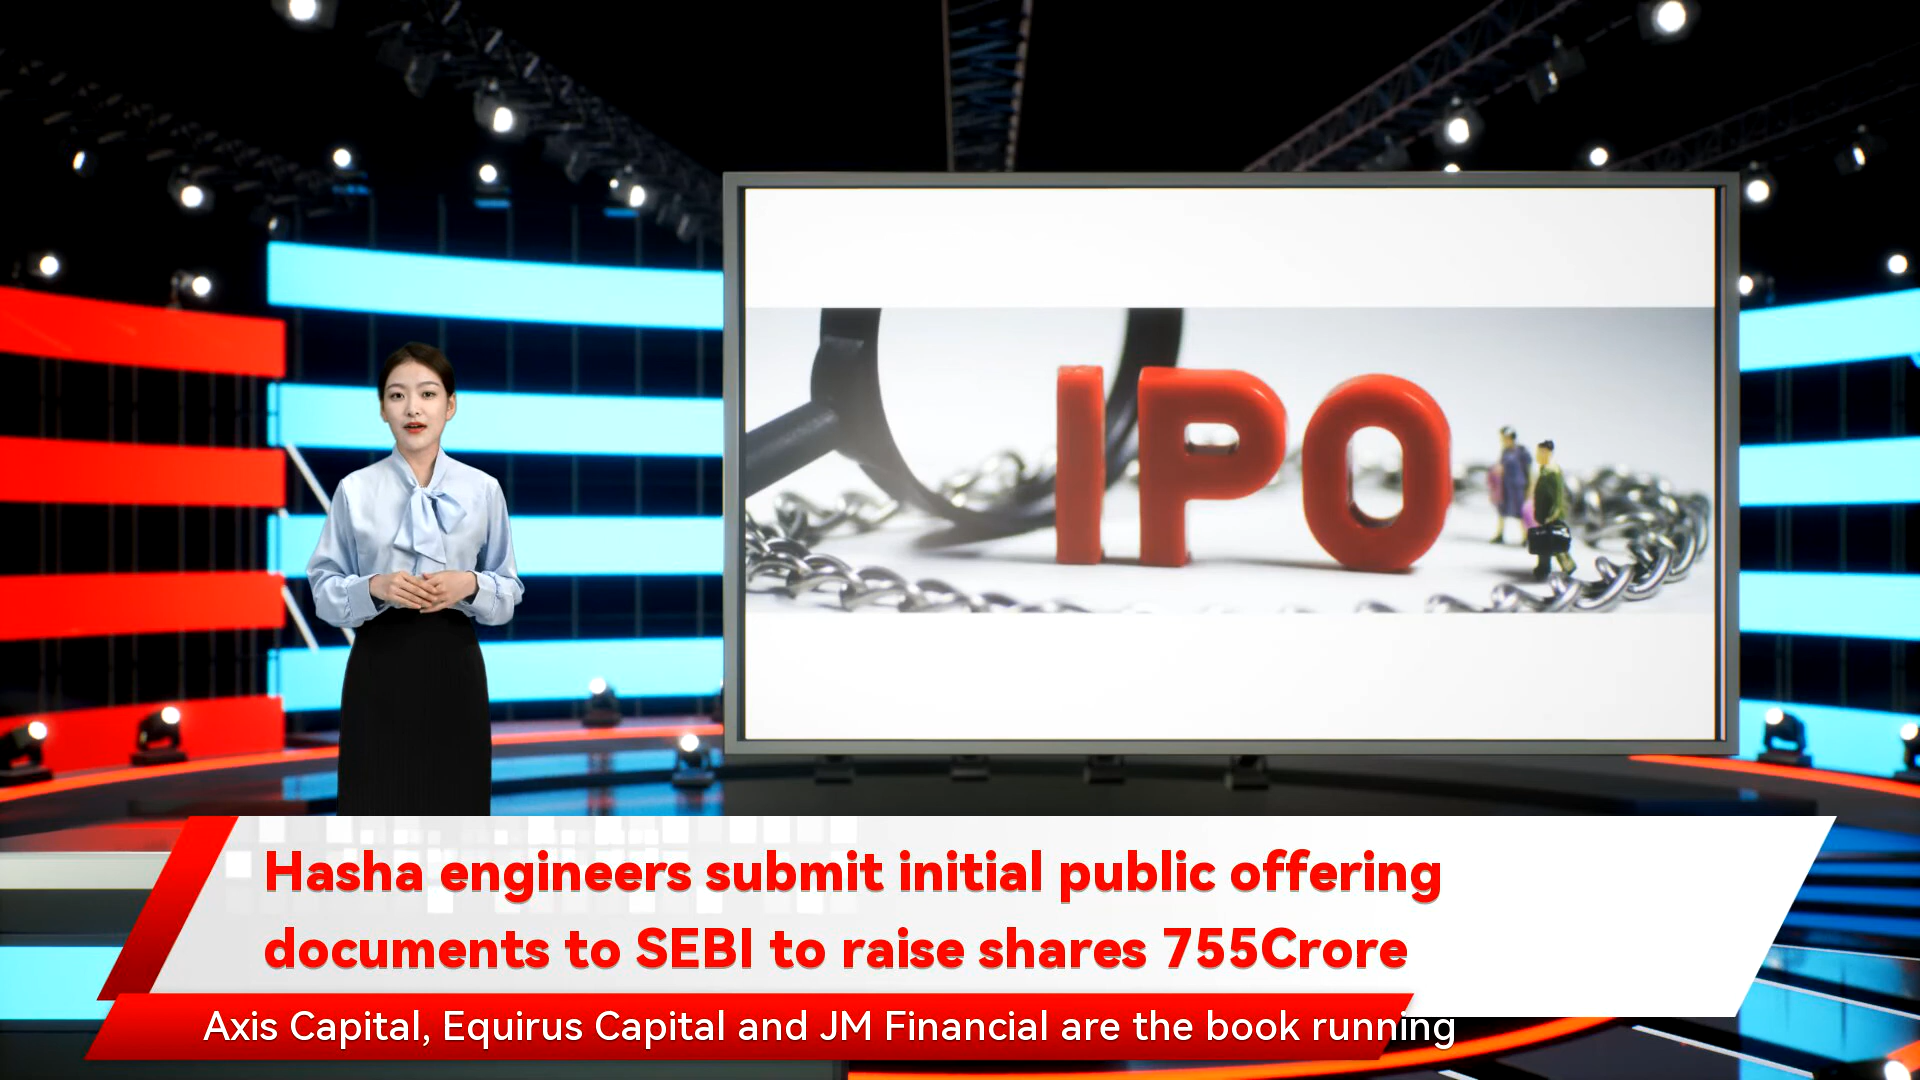 IPO
Hasha engineers submit initial public offering
documents to SEBI to raise shares 755Crore
Axis Capital, Equirus Capital and JM Financial are the book running